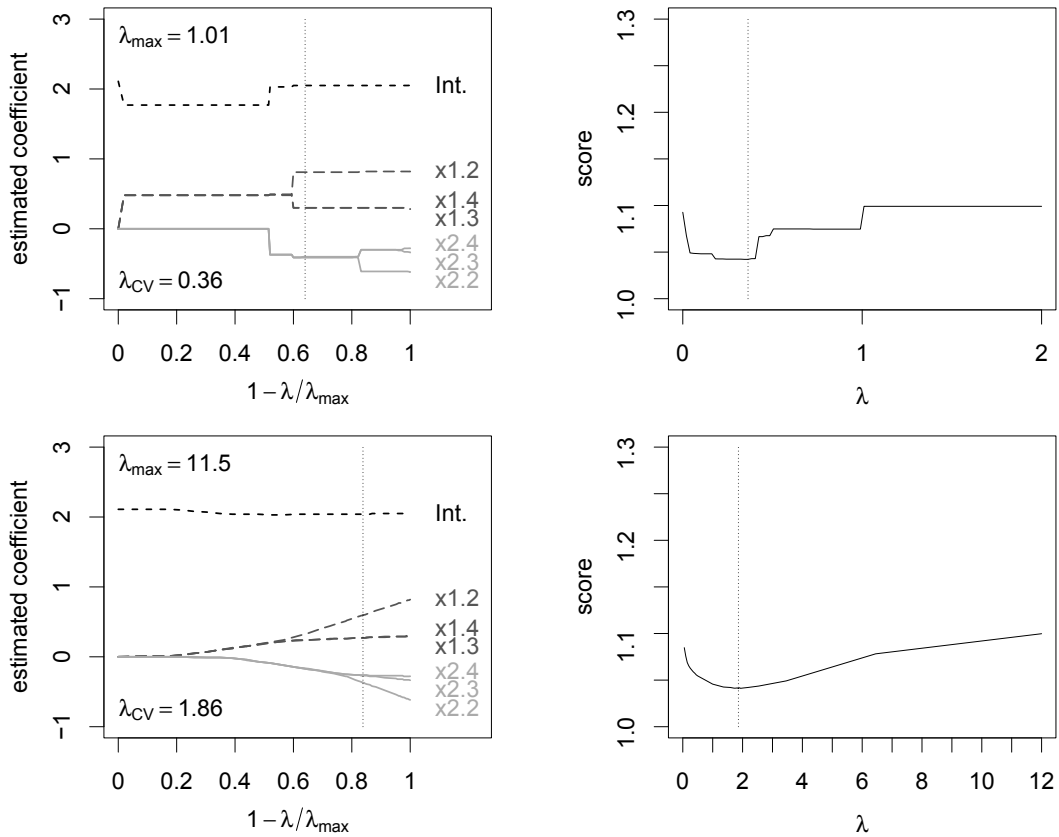 estimated coefficient
3
2
1
0
−1
λmax = 1.01
λCV = 0.36
Int.
x1.2
x1.4
x1.3
x2.4
x2.3
x2.2
0 0.2 0.4 0.6 0.8 1
1 − λ/λmax
score
1.3
1.2
1.1
1.0
0 1 2
λ
estimated coefficient
3
2
1
0
−1
λmax = 11.5
λCV = 1.86
Int.
x1.2
x1.4
x1.3
x2.4
x2.3
x2.2
0 0.2 0.4 0.6 0.8 1
1 − λ/λmax
score
1.3
1.2
1.1
1.0
0 2 4 6 8 10 12
λ